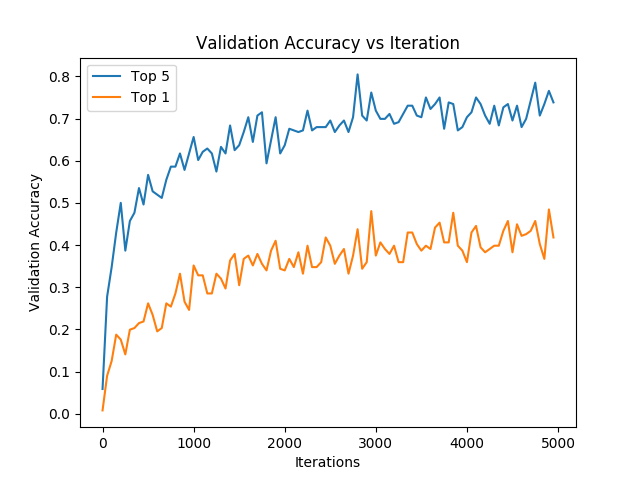 Validation Accuracy vs Iteration
Top 5
Top 1
Validation Accuracy
0.8
0.7
0.6
0.5
0.4
0.3
0.2
0.1
0.0
0 1000 2000 3000 4000 5000
Iterations